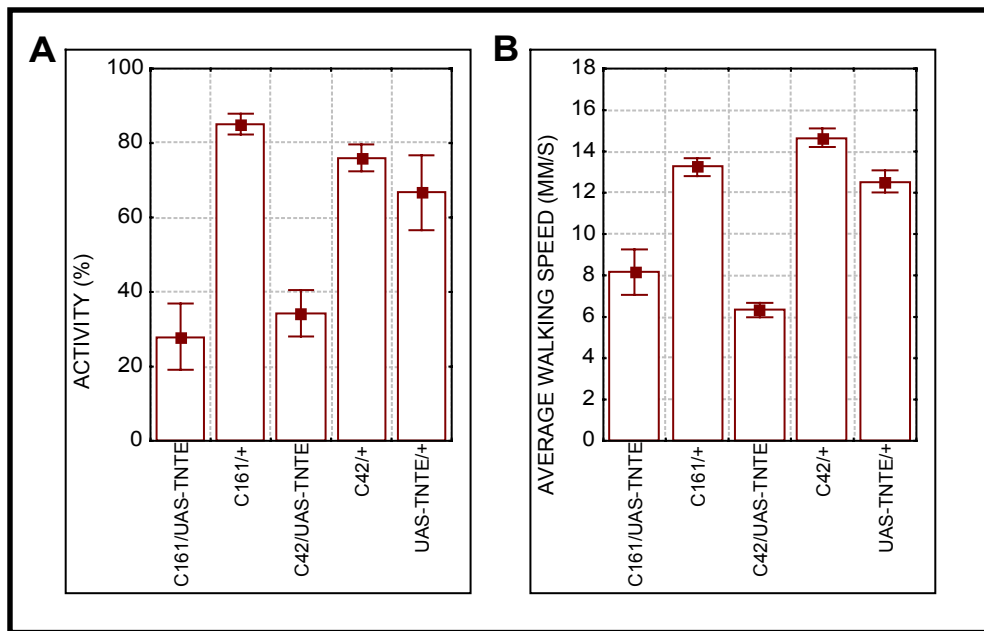 A
ACTIVITY (%)
100
80
60
40
20
0
C161/UAS-TNTE
C161/+
C42/UAS-TNTE
C42/+
UAS-TNTE/+
B
AVERAGE WALKING SPEED (MM/S)
18
16
14
12
10
8
6
4
2
0
C161/UAS-TNTE
C161/+
C42/UAS-TNTE
C42/+
UAS-TNTE/+